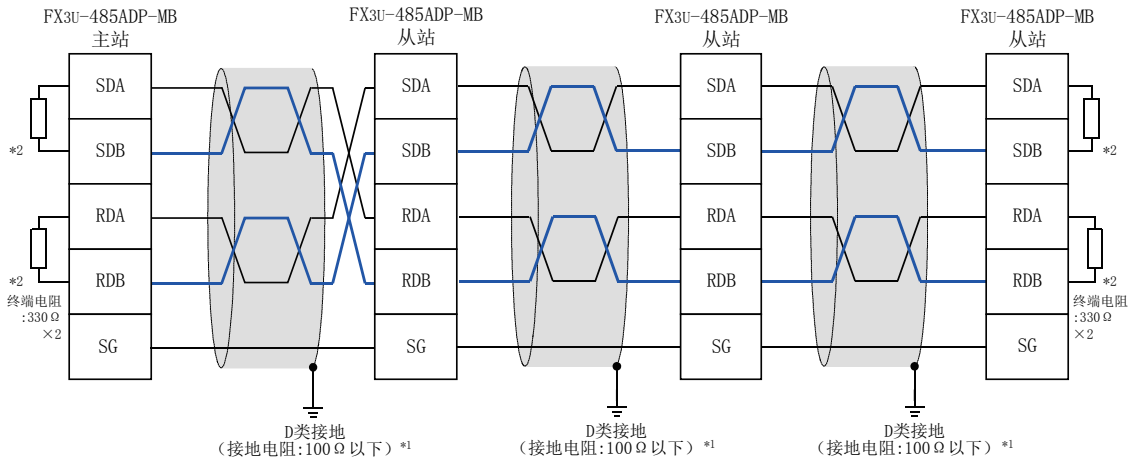 FX3U-485ADP-MB
主站
FX3U-485ADP-MB
从站
FX3U-485ADP-MB
从站
FX3U-485ADP-MB
从站
SDA
SDB
RDA
RDB
SG
SDA
SDB
RDA
RDB
SG
SDA
SDB
RDA
RDB
SG
SDA
SDB
RDA
RDB
SG
*2
*2
终端电阻
:330Ω
×2
*2
*2
终端电阻
:330Ω
×2
D类接地
(接地电阻:100Ω以下) *1
D类接地
(接地电阻:100Ω以下) *1
D类接地
(接地电阻:100Ω以下) *1